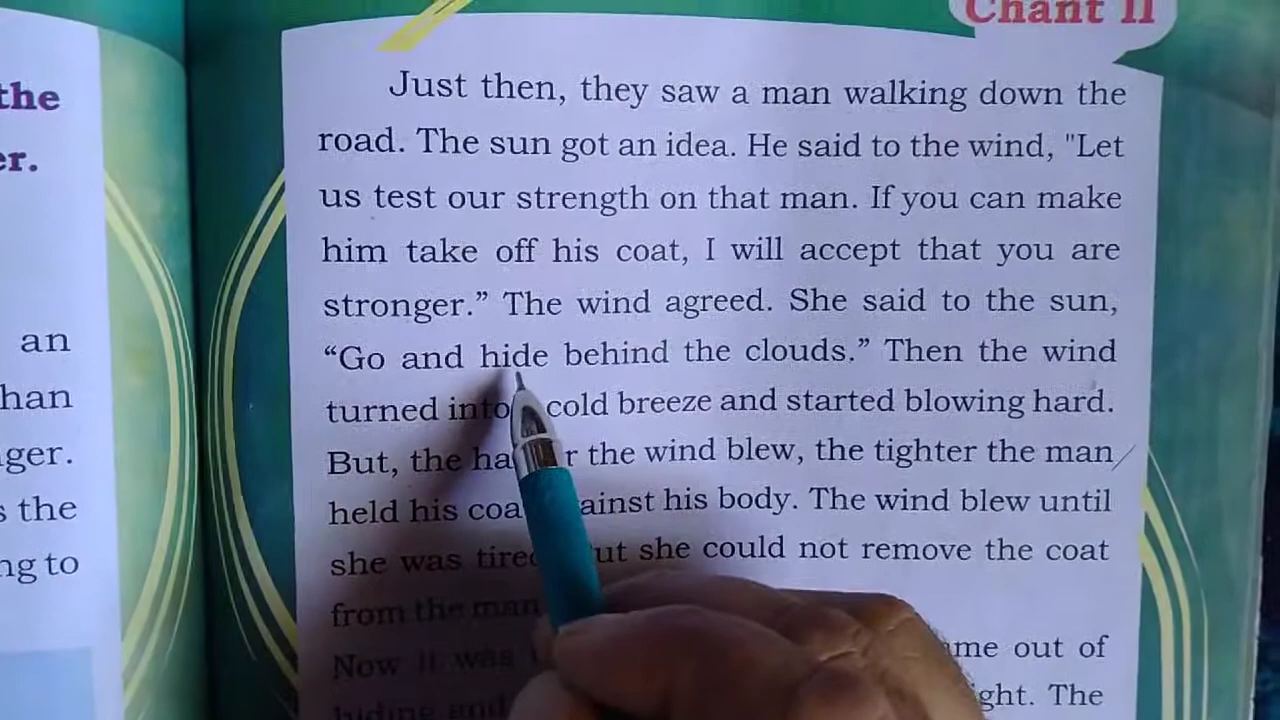 Chant II
the
er.
an
han
ger.
s the
ng to
Just then, they saw a man walking down the
road. The sun got an idea. He said to the wind, "Let
us test our strength on that man. If you can make
him take off his coat, I will accept that you are
stronger.” The wind agreed. She said to the sun,
“Go and hide behind the clouds.” Then the wind
turned into cold breeze and started blowing hard.
But, the ha r the wind blew, the tighter the man
held his coa ainst his body. The wind blew until
she was tired ut she could not remove the coat
from the man
Now it was me out of
hiding and ght. The